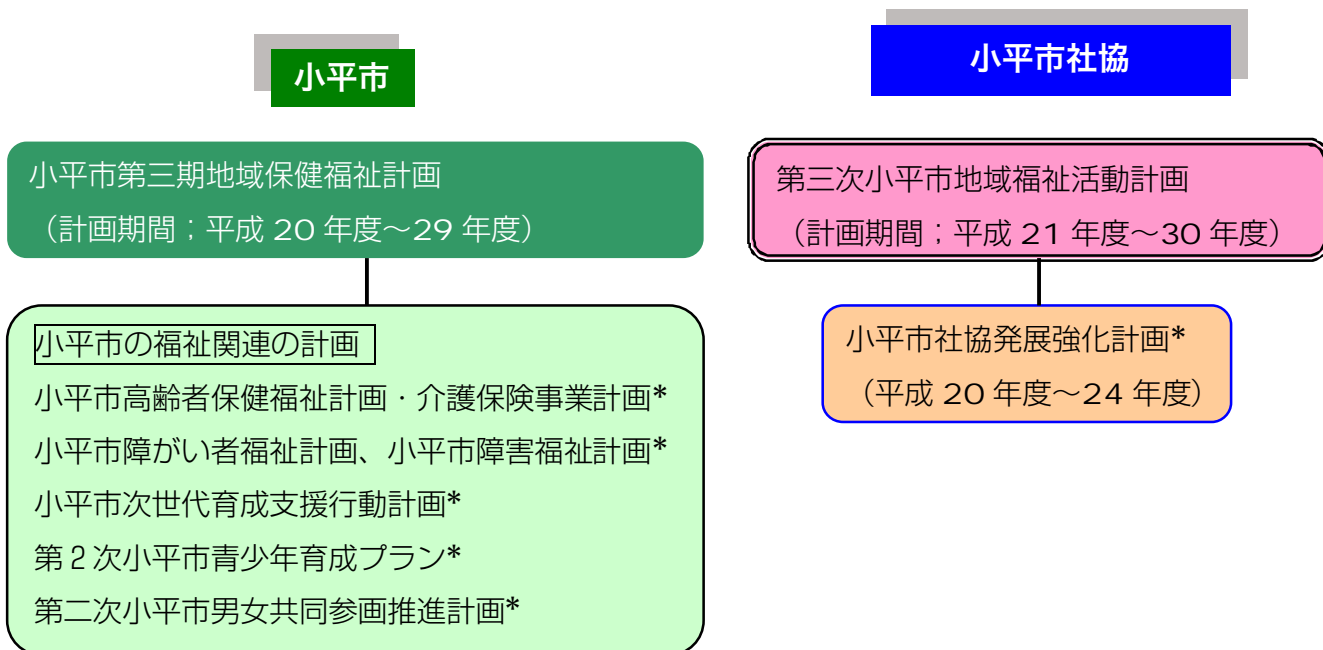 小平市
小平市第三期地域保健福祉計画
（計画期間；平成 20 年度～29 年度）
小平市の福祉関連の計画
小平市高齢者保健福祉計画・介護保険事業計画*
小平市障がい者福祉計画、小平市障害福祉計画*
小平市次世代育成支援行動計画*
第２次小平市青少年育成プラン*
第二次小平市男女共同参画推進計画*
小平市社協
第三次小平市地域福祉活動計画
（計画期間；平成 21 年度～30 年度）
小平市社協発展強化計画*
（平成 20 年度～24 年度）